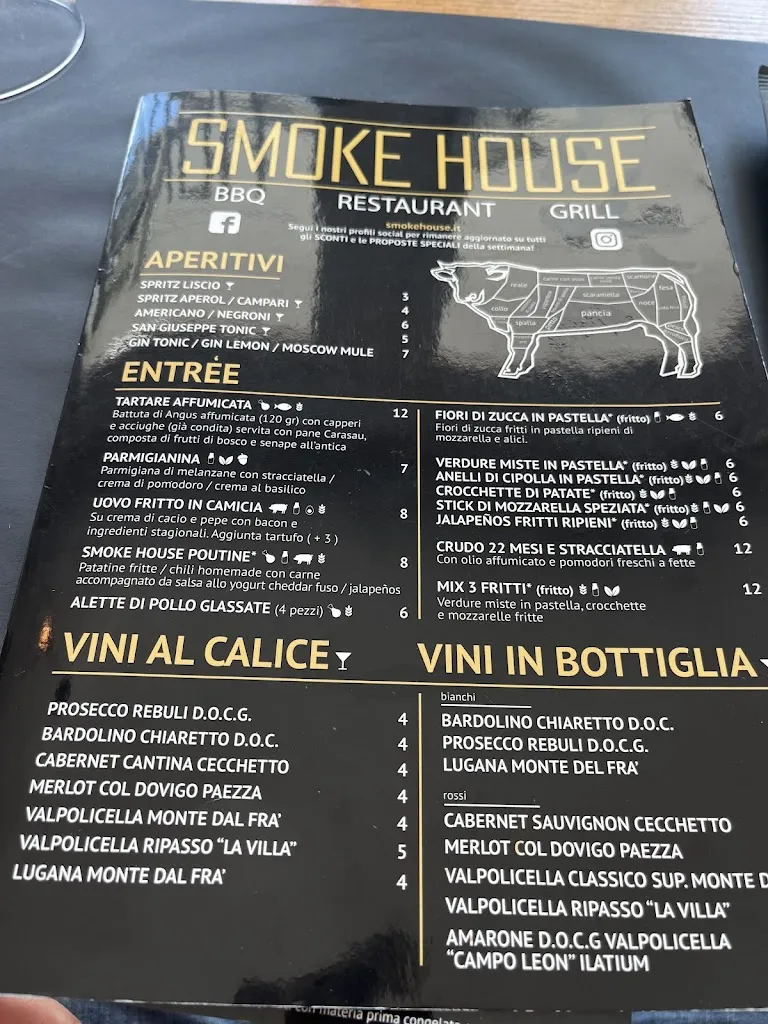 SMOKE HOUSE
BBQ RESTAURANT GRILL
smokehouse.it
Segui i nostri profili social per rimanere aggiornato su tutti
gli SCONTI e le PROPOSTE SPECIALI della settimana!
APERITIVI
SPRITZ LISCIO 3
SPRITZ APEROL / CAMPARI 4
AMERICANO / NEGRONI 6
SAN GIUSEPPE TONIC 5
GIN TONIC / GIN LEMON / MOSCOW MULE 7
reale
scaramella
scamone
fesa
noce
collo
spalla
pancia
ENTRÉE
TARTARE AFFUMICATA 12
Battuta di Angus affumicata (120 gr) con capperi
e acciughe (già condita) servita con pane Carasau,
composta di frutti di bosco e senape all'antica
PARMIGIANINA 7
Parmigiana di melanzane con stracciatella /
crema di pomodoro / crema al basilico
UOVO FRITTO IN CAMICIA 8
Su crema di cacio e pepe con bacon e
ingredienti stagionali. Aggiunta tartufo ( + 3 )
SMOKE HOUSE POUTINE* 8
Patatine fritte / chili homemade con carne
accompagnato da salsa allo yogurt cheddar fuso / jalapeños
ALETTE DI POLLO GLASSATE (4 pezzi) 6
FIORI DI ZUCCA IN PASTELLA* (fritto) 6
Fiori di zucca fritti in pastella ripieni di
mozzarella e alici.
VERDURE MISTE IN PASTELLA* (fritto) 6
ANELLI DI CIPOLLA IN PASTELLA* (fritto) 6
CROCCHETTE DI PATATE* (fritto) 6
STICK DI MOZZARELLA SPEZIATA* (fritto) 6
JALAPEÑOS FRITTI RIPIENI* (fritto) 6
CRUDO 22 MESI E STRACCIATELLA 12
Con olio affumicato e pomodori freschi a fette
MIX 3 FRITTI* (fritto) 12
Verdure miste in pastella, crocchette
e mozzarelle fritte
VINI AL CALICE
PROSECCO REBULI D.O.C.G. 4
BARDOLINO CHIARETTO D.O.C. 4
CABERNET CANTINA CECCHETTO 4
MERLOT COL DOVIGO PAEZZA 4
VALPOLICELLA MONTE DAL FRA' 4
VALPOLICELLA RIPASSO "LA VILLA" 5
LUGANA MONTE DAL FRA' 4
VINI IN BOTTIGLIA
bianchi
BARDOLINO CHIARETTO D.O.C.
PROSECCO REBULI D.O.C.G.
LUGANA MONTE DEL FRA'
rossi
CABERNET SAUVIGNON CECCHETTO
MERLOT COL DOVIGO PAEZZA
VALPOLICELLA CLASSICO SUP. MONTE D
VALPOLICELLA RIPASSO "LA VILLA"
AMARONE D.O.C.G VALPOLICELLA
"CAMPO LEON" ILATIUM
con materia prima congelata